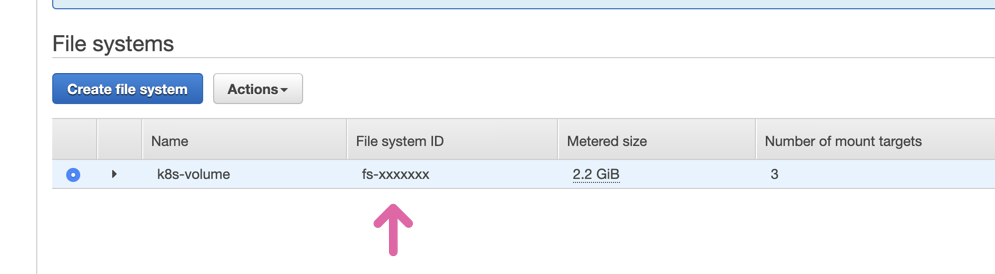 File systems
Create file system Actions
Name File system ID Metered size Number of mount targets
k8s-volume fs-xxxxxxx 2.2 GiB 3